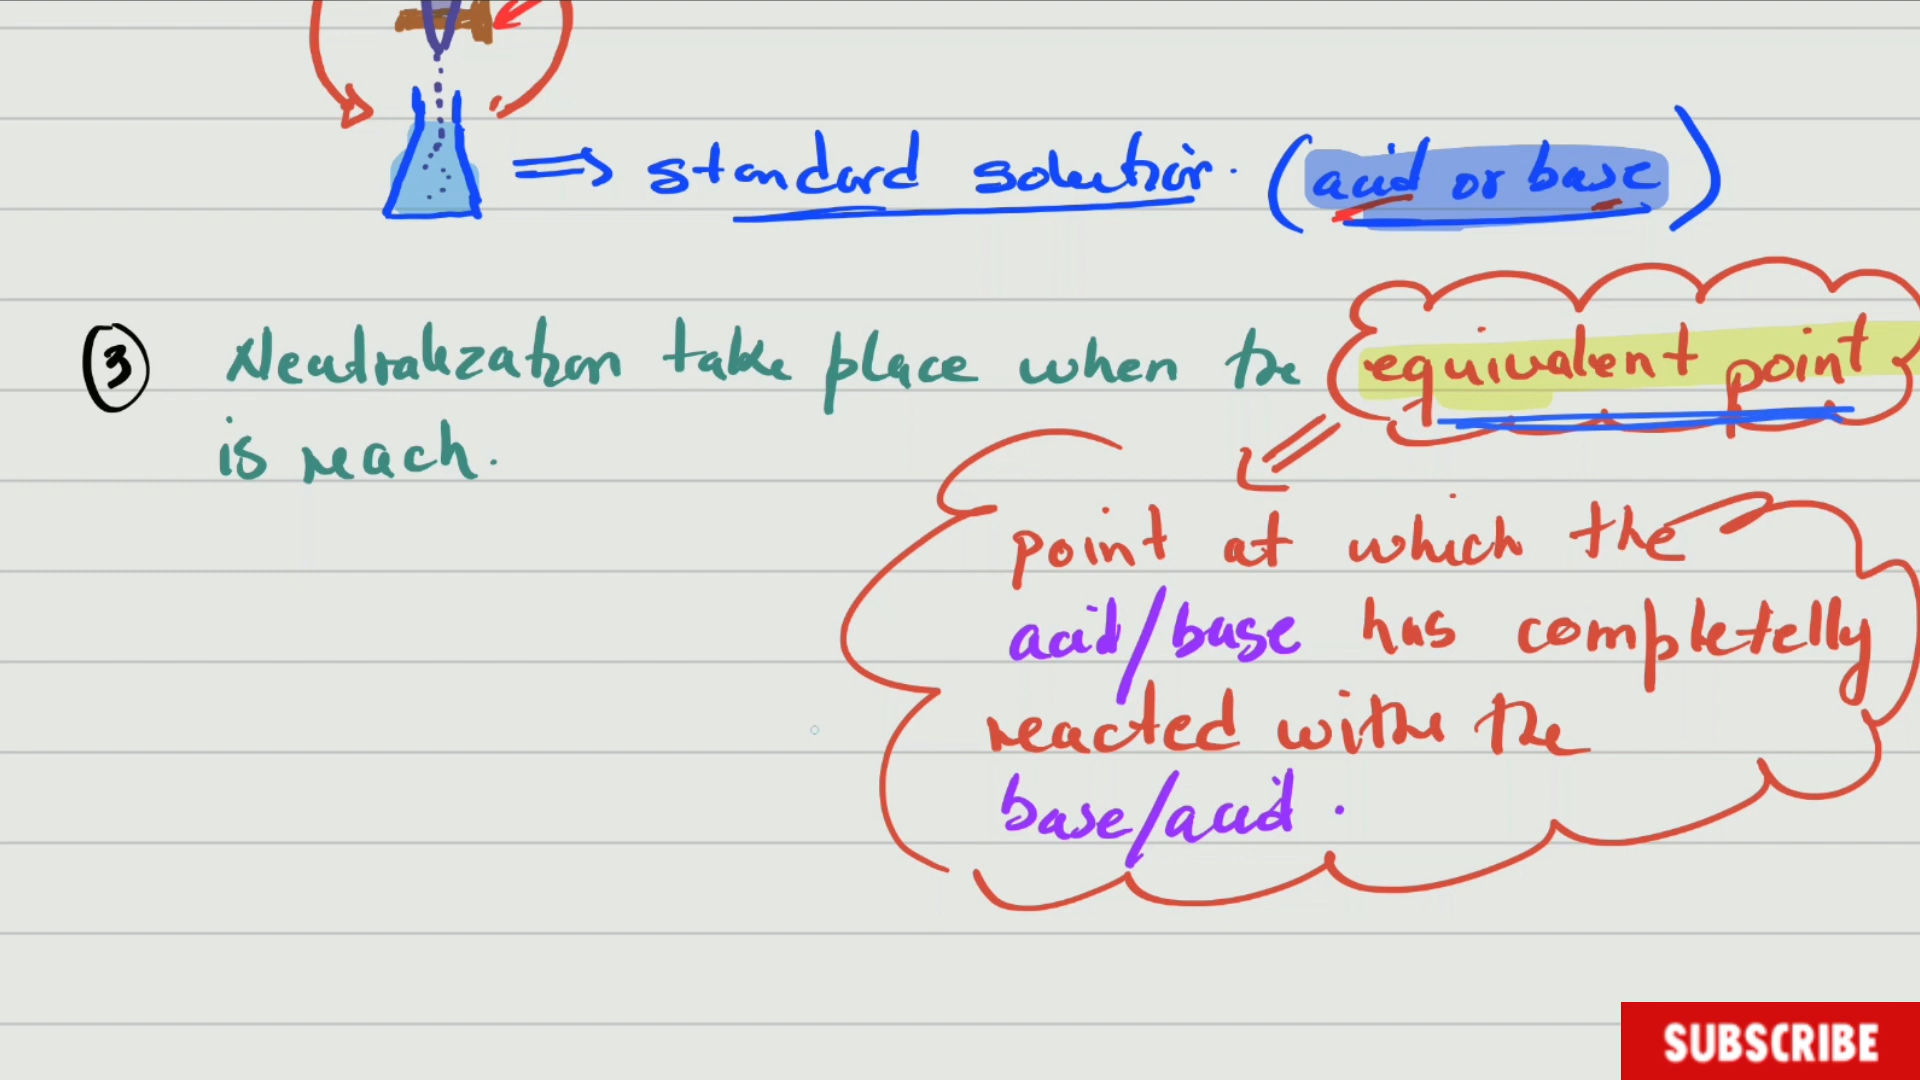 ⇒ standard solution. (acid or base)
③ Neutralization take place when the equivalent point
is reach.
point at which the
acid/base has completelly
reacted withe the
base/acid.
SUBSCRIBE